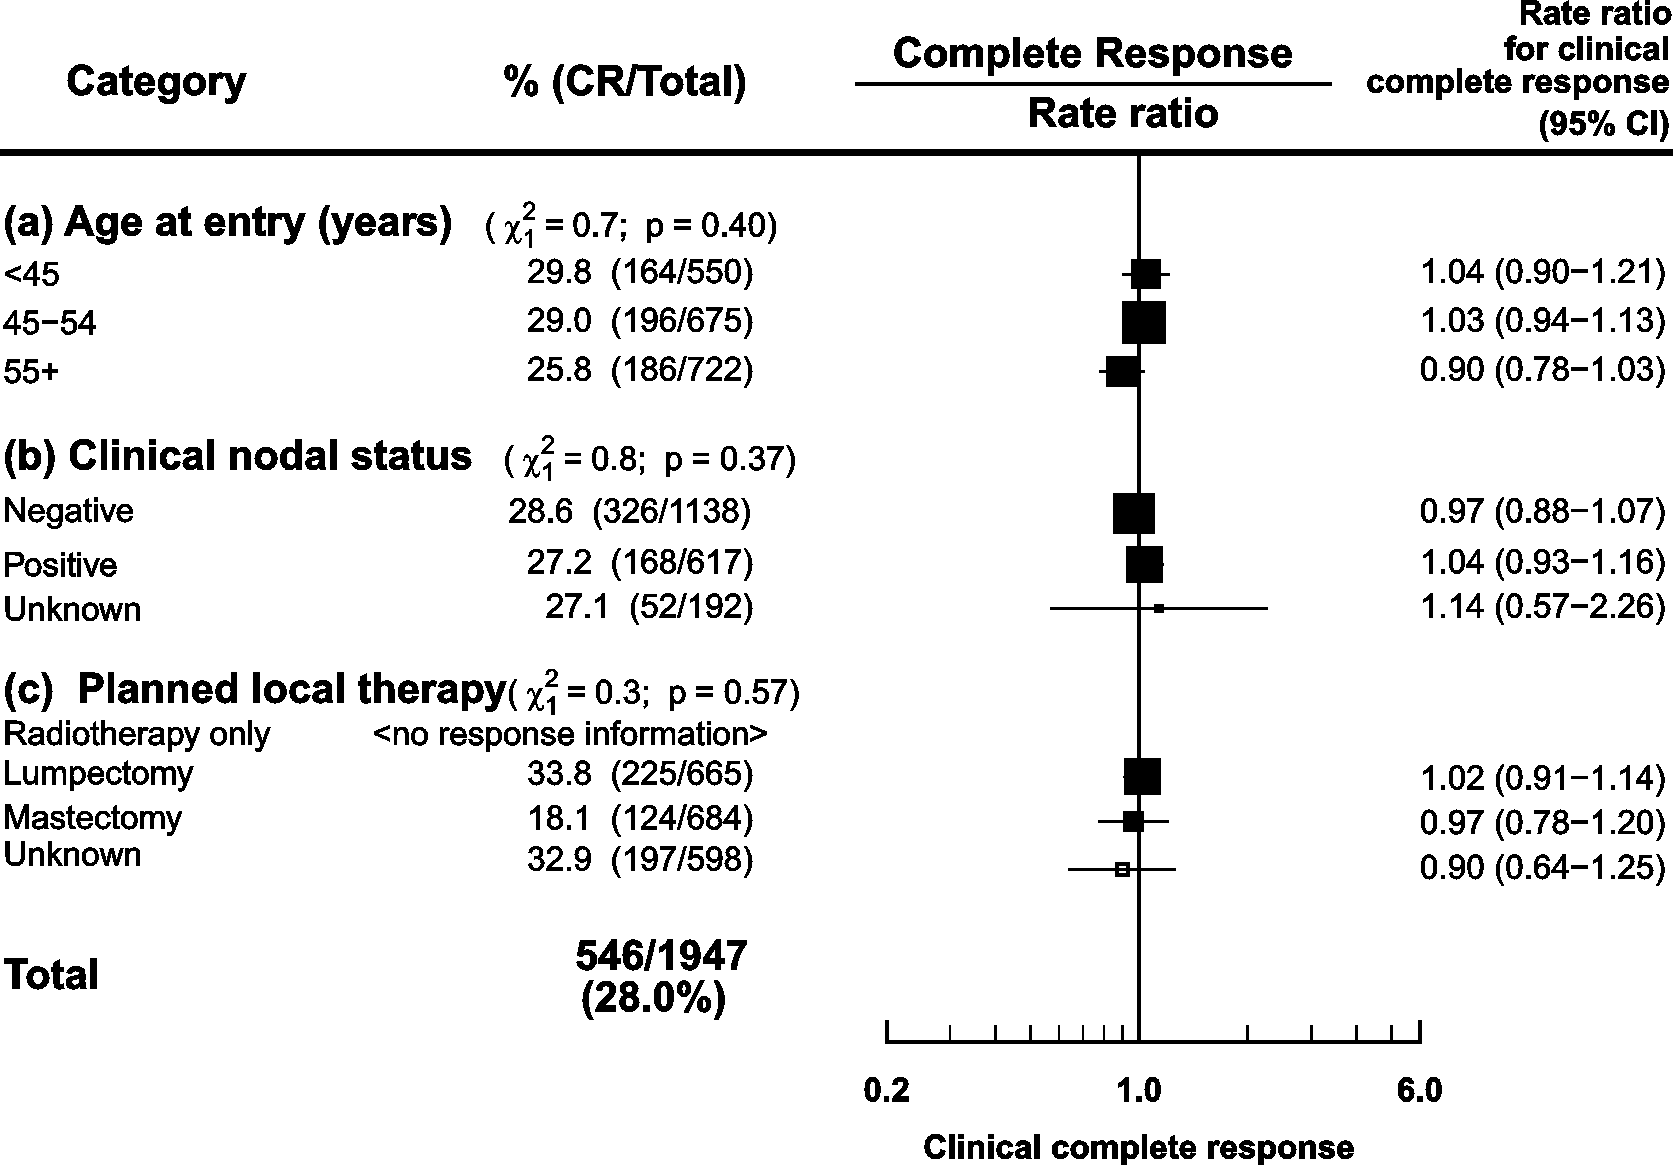 Category % (CR/Total) Complete Response Rate ratio
Rate ratio for clinical
complete response
(95% CI)
(a) Age at entry (years) ( χ²₁ = 0.7; p = 0.40)
<45 29.8 (164/550) 1.04 (0.90−1.21)
45−54 29.0 (196/675) 1.03 (0.94−1.13)
55+ 25.8 (186/722) 0.90 (0.78−1.03)
(b) Clinical nodal status ( χ²₁ = 0.8; p = 0.37)
Negative 28.6 (326/1138) 0.97 (0.88−1.07)
Positive 27.2 (168/617) 1.04 (0.93−1.16)
Unknown 27.1 (52/192) 1.14 (0.57−2.26)
(c) Planned local therapy( χ²₁ = 0.3; p = 0.57)
Radiotherapy only <no response information>
Lumpectomy 33.8 (225/665) 1.02 (0.91−1.14)
Mastectomy 18.1 (124/684) 0.97 (0.78−1.20)
Unknown 32.9 (197/598) 0.90 (0.64−1.25)
Total 546/1947
(28.0%)
0.2 1.0 6.0
Clinical complete response